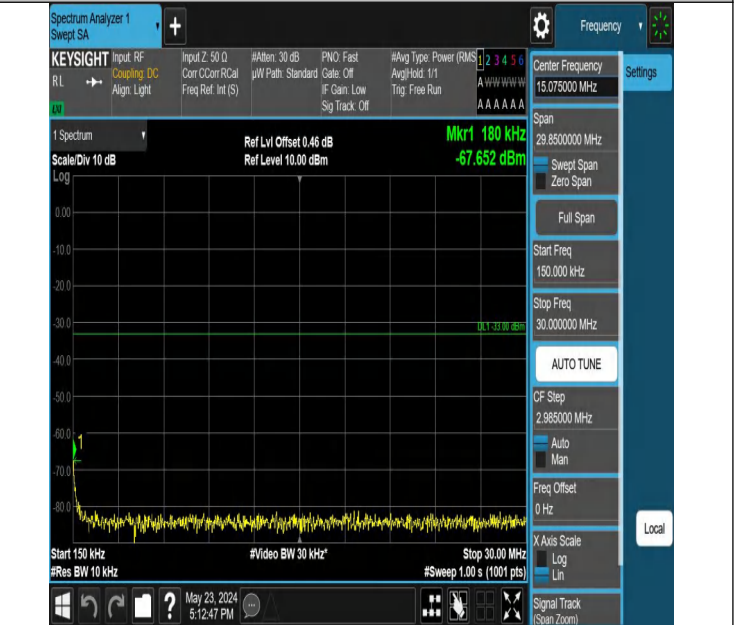 Spectrum Analyzer 1
Swept SA
+
Frequency
KEYSIGHT
RL
Input: RF
Coupling: DC
Align: Light
Input Z: 50 Ω
Corr CCorr RCal
Freq Ref: Int (S)
#Atten: 30 dB
µW Path: Standard
PNO: Fast
Gate: Off
IF Gain: Low
Sig Track: Off
#Avg Type: Power (RMS
Avg|Hold: 1/1
Trig: Free Run
1 2 3 4 5 6
A W W W W W
A A A A A A
1 Spectrum
Scale/Div 10 dB
Log
Ref Lvl Offset 0.46 dB
Ref Level 10.00 dBm
Mkr1 180 kHz
-67.652 dBm
0.00
-10.0
-20.0
-30.0
-40.0
-50.0
-60.0
-70.0
-80.0
DL1 -33.00 dBm
1
Start 150 kHz
#Res BW 10 kHz
#Video BW 30 kHz*
Stop 30.00 MHz
#Sweep 1.00 s (1001 pts)
Center Frequency
15.075000 MHz
Settings
Span
29.8500000 MHz
Swept Span
Zero Span
Full Span
Start Freq
150.000 kHz
Stop Freq
30.000000 MHz
AUTO TUNE
CF Step
2.985000 MHz
Auto
Man
Freq Offset
0 Hz
X Axis Scale
Log
Lin
Signal Track
(Span Zoom)
Local
?
May 23, 2024
5:12:47 PM